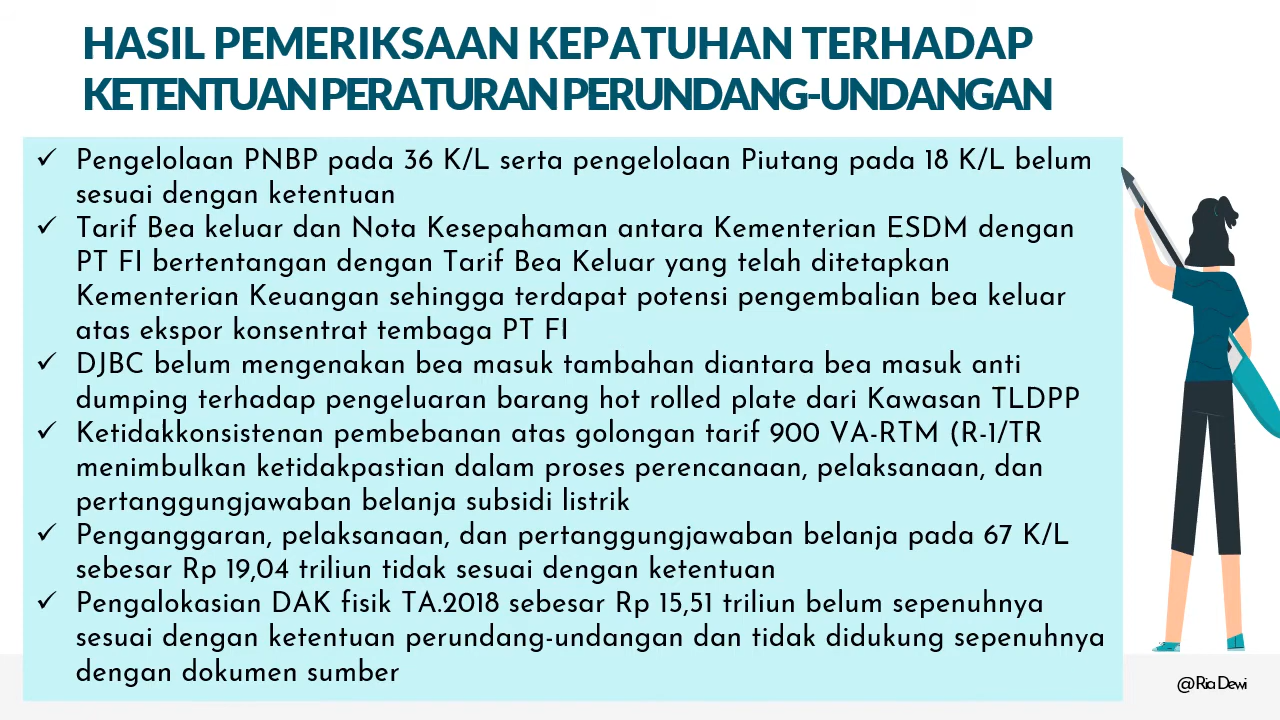 HASIL PEMERIKSAAN KEPATUHAN TERHADAP
KETENTUAN PERATURAN PERUNDANG-UNDANGAN
✓ Pengelolaan PNBP pada 36 K/L serta pengelolaan Piutang pada 18 K/L belum
sesuai dengan ketentuan
✓ Tarif Bea keluar dan Nota Kesepahaman antara Kementerian ESDM dengan
PT FI bertentangan dengan Tarif Bea Keluar yang telah ditetapkan
Kementerian Keuangan sehingga terdapat potensi pengembalian bea keluar
atas ekspor konsentrat tembaga PT FI
✓ DJBC belum mengenakan bea masuk tambahan diantara bea masuk anti
dumping terhadap pengeluaran barang hot rolled plate dari Kawasan TLDPP
✓ Ketidakkonsistenan pembebanan atas golongan tarif 900 VA-RTM (R-1/TR
menimbulkan ketidakpastian dalam proses perencanaan, pelaksanaan, dan
pertanggungjawaban belanja subsidi listrik
✓ Penganggaran, pelaksanaan, dan pertanggungjawaban belanja pada 67 K/L
sebesar Rp 19,04 triliun tidak sesuai dengan ketentuan
✓ Pengalokasian DAK fisik TA.2018 sebesar Rp 15,51 triliun belum sepenuhnya
sesuai dengan ketentuan perundang-undangan dan tidak didukung sepenuhnya
dengan dokumen sumber
@Ria Dewi